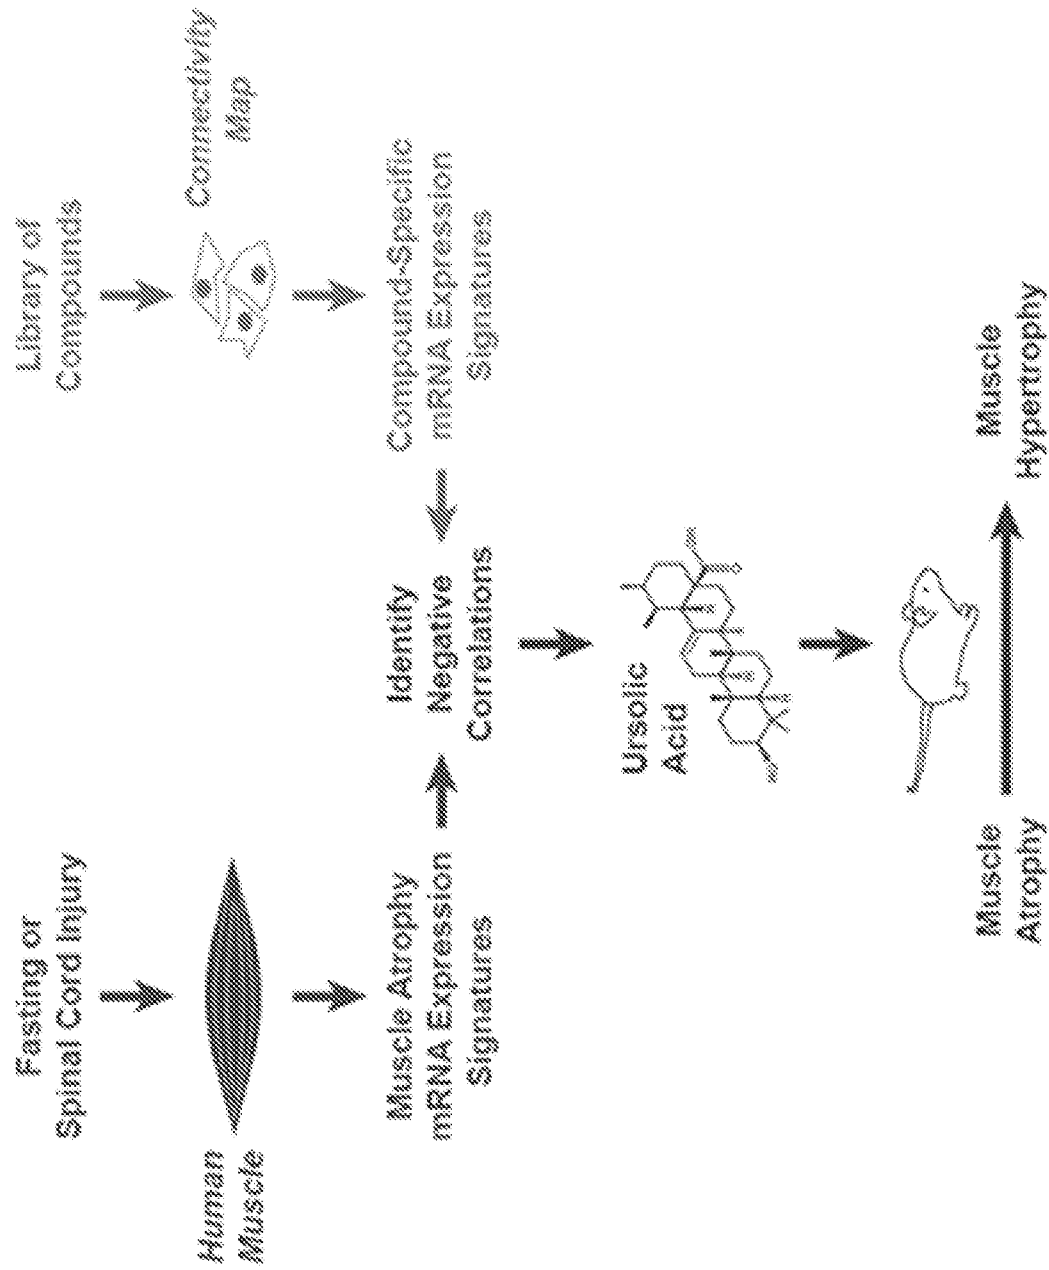 Fasting or
Spinal Cord Injury
Human
Muscle
Muscle Atrophy
mRNA Expression
Signatures
Identify
Negative
Correlations
Library of
Compounds
Connectivity
Map
Compound-Specific
mRNA Expression
Signatures
Ursolic
Acid
Muscle
Atrophy
Muscle
Hypertrophy